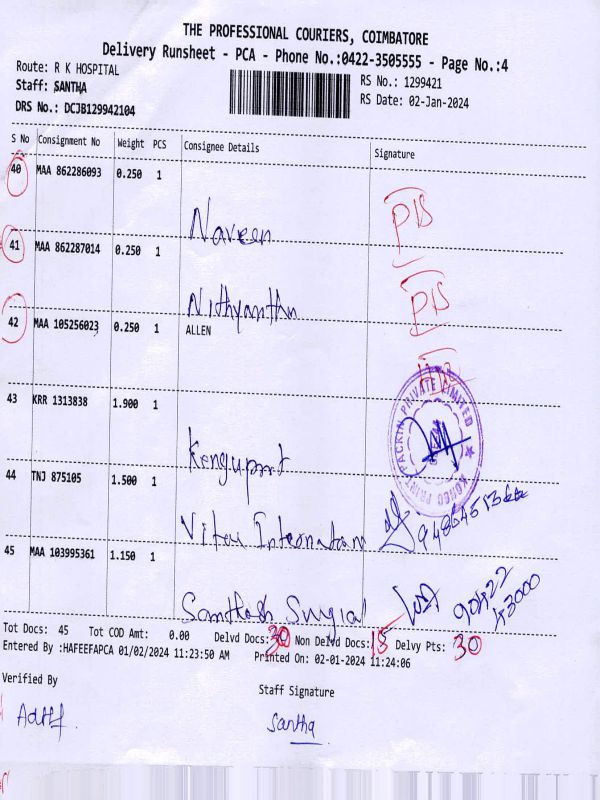 THE PROFESSIONAL COURIERS, COIMBATORE
Delivery Runsheet - PCA - Phone No.:0422-3505555 - Page No.:4
Route: R K HOSPITAL
Staff: SANTHA
DRS No.: DCJB129942104
RS No.: 1299421
RS Date: 02-Jan-2024
S No Consignment No Weight PCS Consignee Details Signature
40 MAA 862286093 0.250 1
Naveen
41 MAA 862287014 0.250 1
Nithyanthn
42 MAA 105256023 0.250 1 ALLEN
43 KRR 1313838 1.900 1
44 TNJ 875105 1.500 1
45 MAA 103995361 1.150 1
Tot Docs: 45 Tot COD Amt: 0.00 Delvd Docs: 30 Non Delvd Docs: 15 Delvy Pts: 30
Entered By :HAFEEFAPCA 01/02/2024 11:23:50 AM Printed On: 02-01-2024 11:24:06
Verified By
Staff Signature
Santha